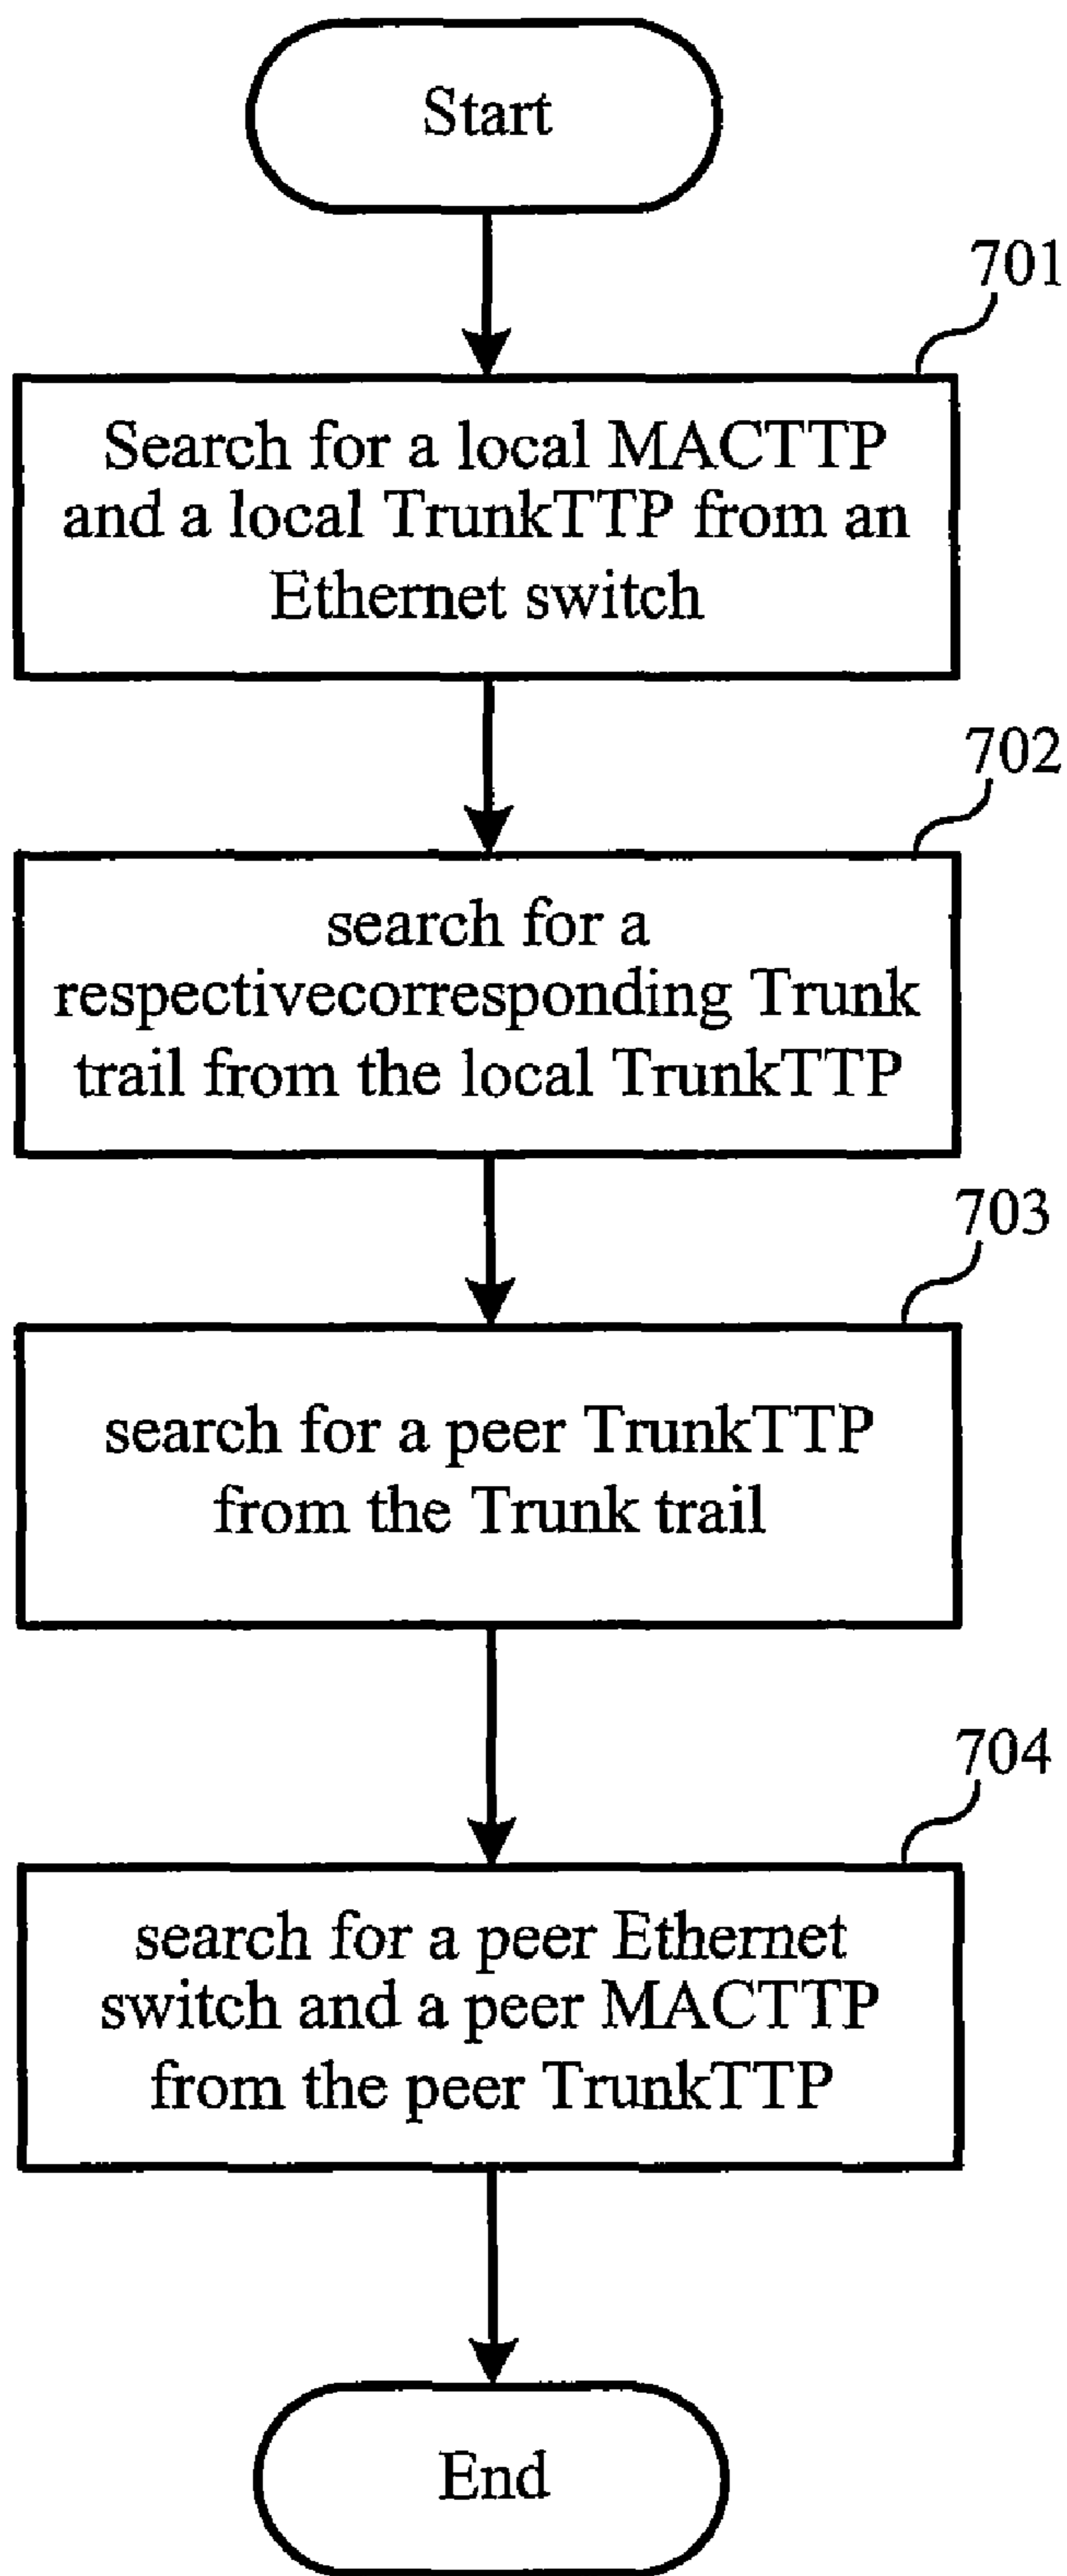 Start
701
Search for a local MACTTP
and a local TrunkTTP from an
Ethernet switch
702
search for a
respectivecorresponding Trunk
trail from the local TrunkTTP
703
search for a peer TrunkTTP
from the Trunk trail
704
search for a peer Ethernet
switch and a peer MACTTP
from the peer TrunkTTP
End